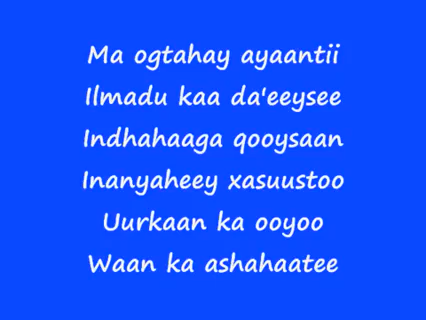 Ma ogtahay ayaantii
Ilmadu kaa da'eeysee
Indhahaaga qooysaan
Inanyaheey xasuustoo
Uurkaan ka ooyoo
Waan ka ashahaatee